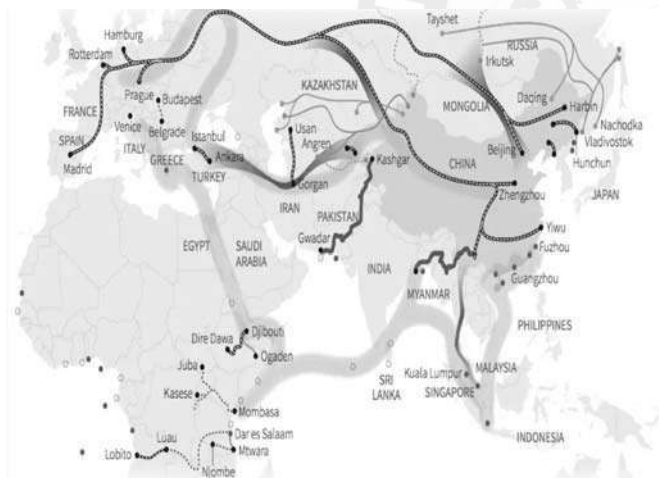 Hamburg
Tayshet
Rotterdam
RUSSIA
Irkutsk
KAZAKHSTAN
Daqing
Harbin
FRANCE
Prague
Budapest
MONGOLIA
Nachodka
Venice
Belgrade
Istanbul
Usan
Vladivostok
SPAIN
ITALY
Angren
Beijing
Hunchun
Madrid
GREECE
Ankara
Kashgar
CHINA
TURKEY
Gorgan
Zhengzhou
JAPAN
IRAN
PAKISTAN
Yiwu
EGYPT
SAUDI
ARABIA
Gwadar
Fuzhou
INDIA
Guangzhou
MYANMAR
PHILIPPINES
Djibouti
Dire Dawa
Ogaden
Juba
SRI
LANKA
Kuala Lumpur
MALAYSIA
SINGAPORE
Kasese
Mombasa
Dar es Salaam
INDONESIA
Luau
Lobito
Mtwara
Njombe